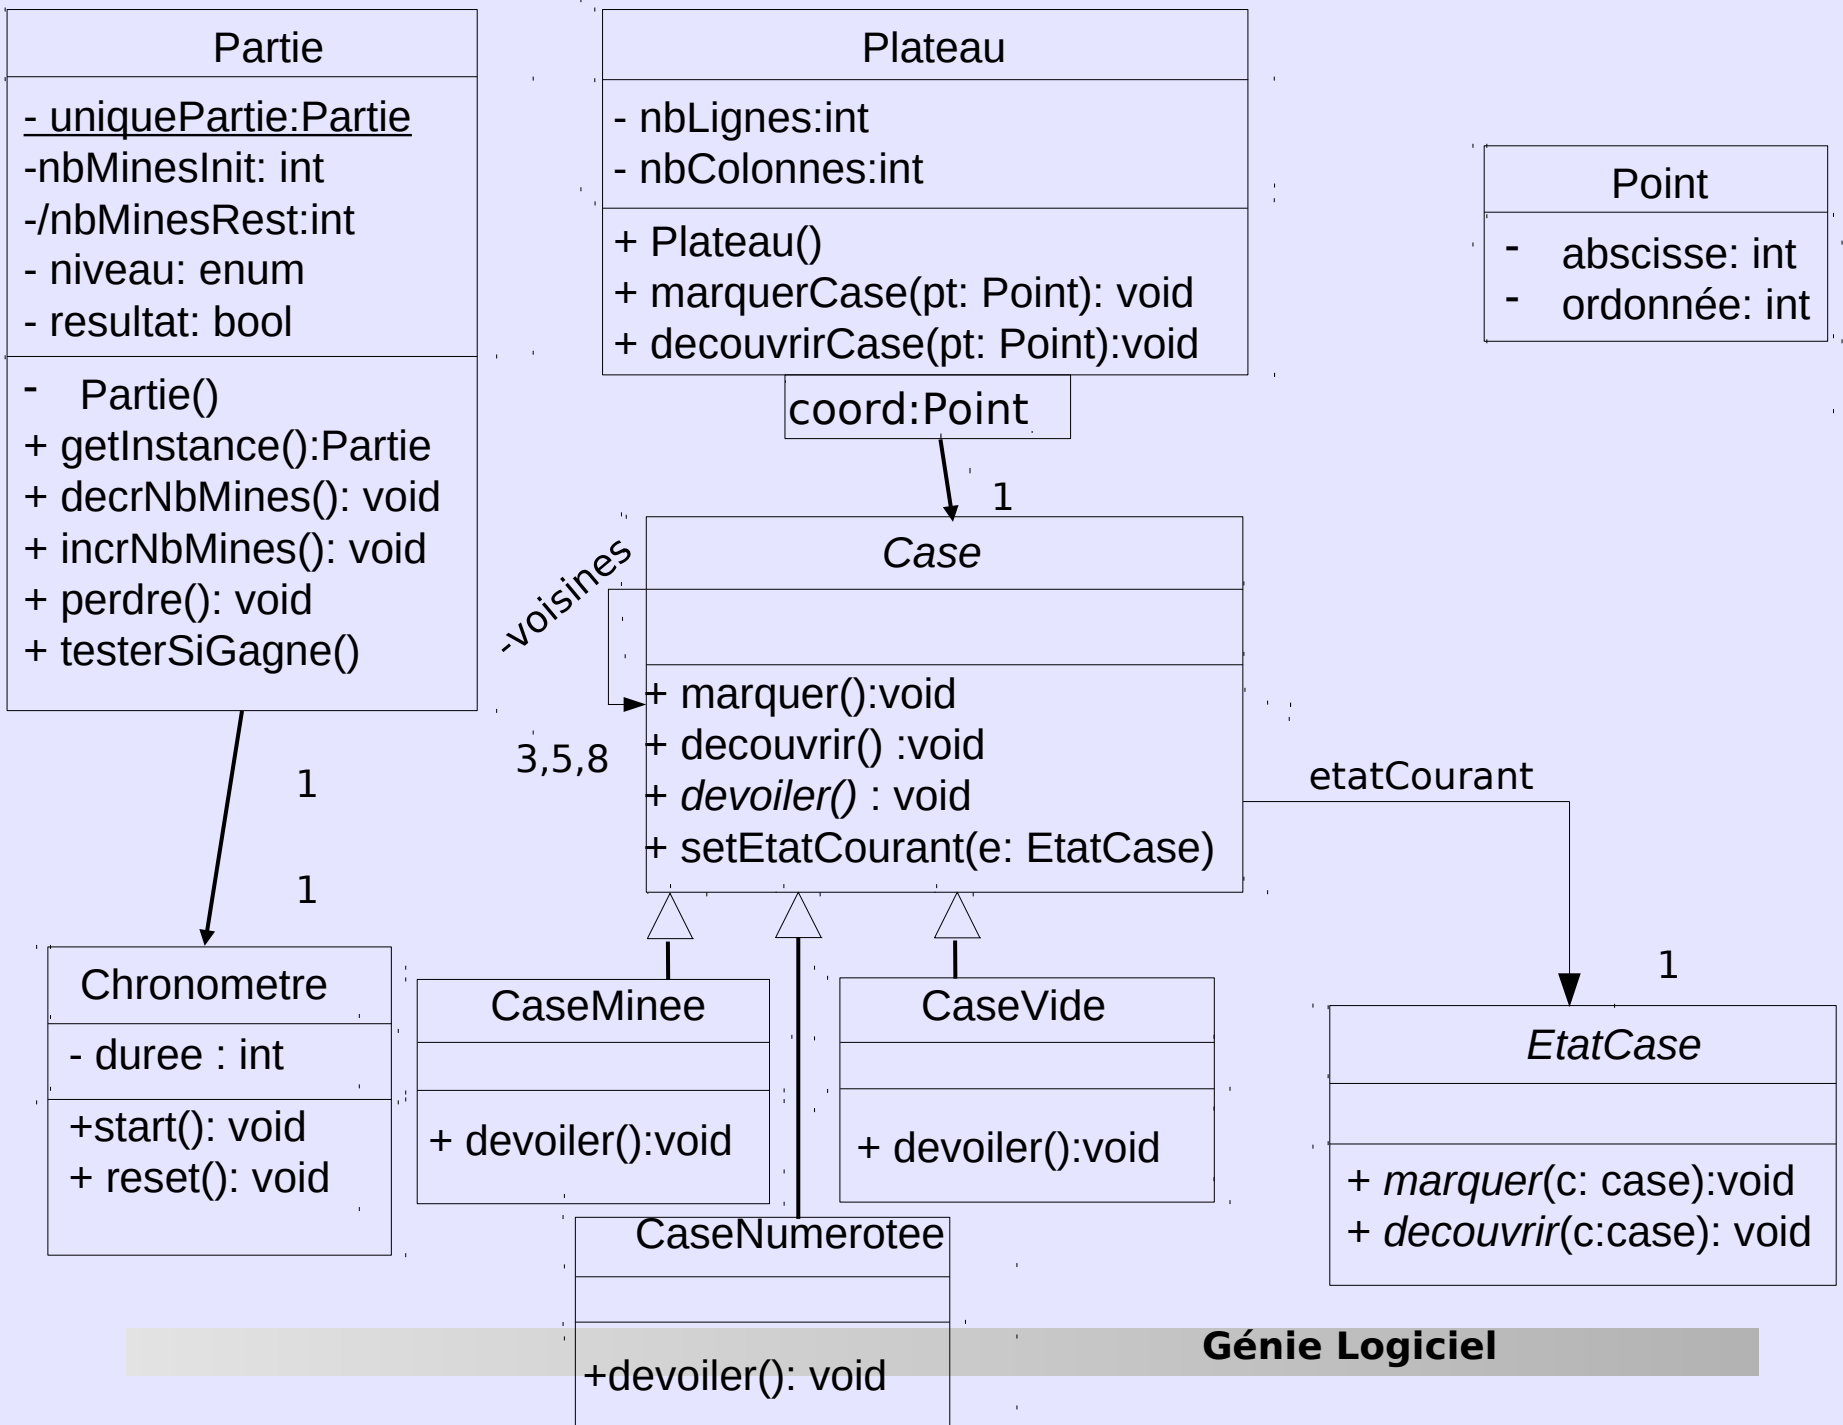 Partie
- uniquePartie:Partie
-nbMinesInit: int
-/nbMinesRest:int
- niveau: enum
- resultat: bool
- Partie()
+ getInstance():Partie
+ decrNbMines(): void
+ incrNbMines(): void
+ perdre(): void
+ testerSiGagne()
Plateau
- nbLignes:int
- nbColonnes:int
+ Plateau()
+ marquerCase(pt: Point): void
+ decouvrirCase(pt: Point):void
coord:Point
1
Point
- abscisse: int
- ordonnée: int
-voisines
3,5,8
Case
+ marquer():void
+ decouvrir() :void
+ devoiler() : void
+ setEtatCourant(e: EtatCase)
etatCourant
1
1
1
Chronometre
- duree : int
+start(): void
+ reset(): void
CaseMinee
+ devoiler():void
CaseVide
+ devoiler():void
EtatCase
+ marquer(c: case):void
+ decouvrir(c:case): void
CaseNumerotee
+devoiler(): void
Génie Logiciel